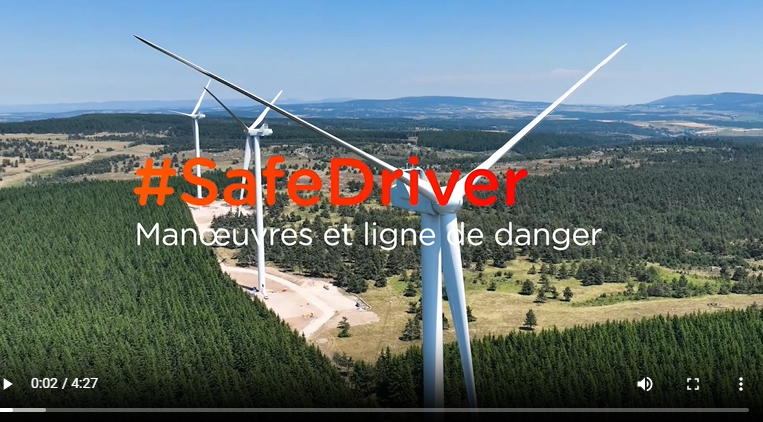 #SafeDriver
Manœuvres et ligne de danger
0:02 / 4:27